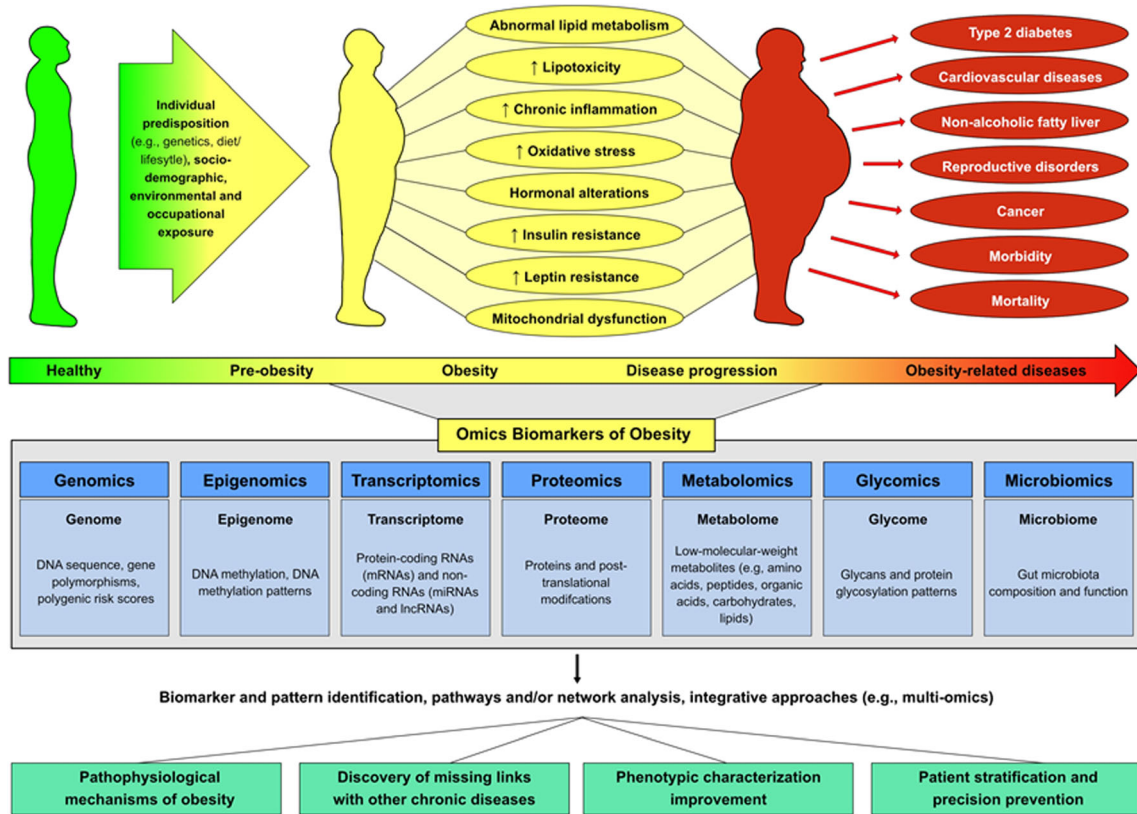 Individual
predisposition
(e.g., genetics, diet/
lifesytle), socio-
demographic,
environmental and
occupational
exposure
Abnormal lipid metabolism
↑ Lipotoxicity
↑ Chronic inflammation
↑ Oxidative stress
Hormonal alterations
↑ Insulin resistance
↑ Leptin resistance
Mitochondrial dysfunction
Type 2 diabetes
Cardiovascular diseases
Non-alcoholic fatty liver
Reproductive disorders
Cancer
Morbidity
Mortality
Healthy
Pre-obesity
Obesity
Disease progression
Obesity-related diseases
Omics Biomarkers of Obesity
Genomics
Genome
DNA sequence, gene
polymorphisms,
polygenic risk scores
Epigenomics
Epigenome
DNA methylation, DNA
methylation patterns
Transcriptomics
Transcriptome
Protein-coding RNAs
(mRNAs) and non-
coding RNAs (miRNAs
and lncRNAs)
Proteomics
Proteome
Proteins and post-
translational
modifcations
Metabolomics
Metabolome
Low-molecular-weight
metabolites (e.g, amino
acids, peptides, organic
acids, carbohydrates,
lipids)
Glycomics
Glycome
Glycans and protein
glycosylation patterns
Microbiomics
Microbiome
Gut microbiota
composition and function
Biomarker and pattern identification, pathways and/or network analysis, integrative approaches (e.g., multi-omics)
Pathophysiological
mechanisms of obesity
Discovery of missing links
with other chronic diseases
Phenotypic characterization
improvement
Patient stratification and
precision prevention